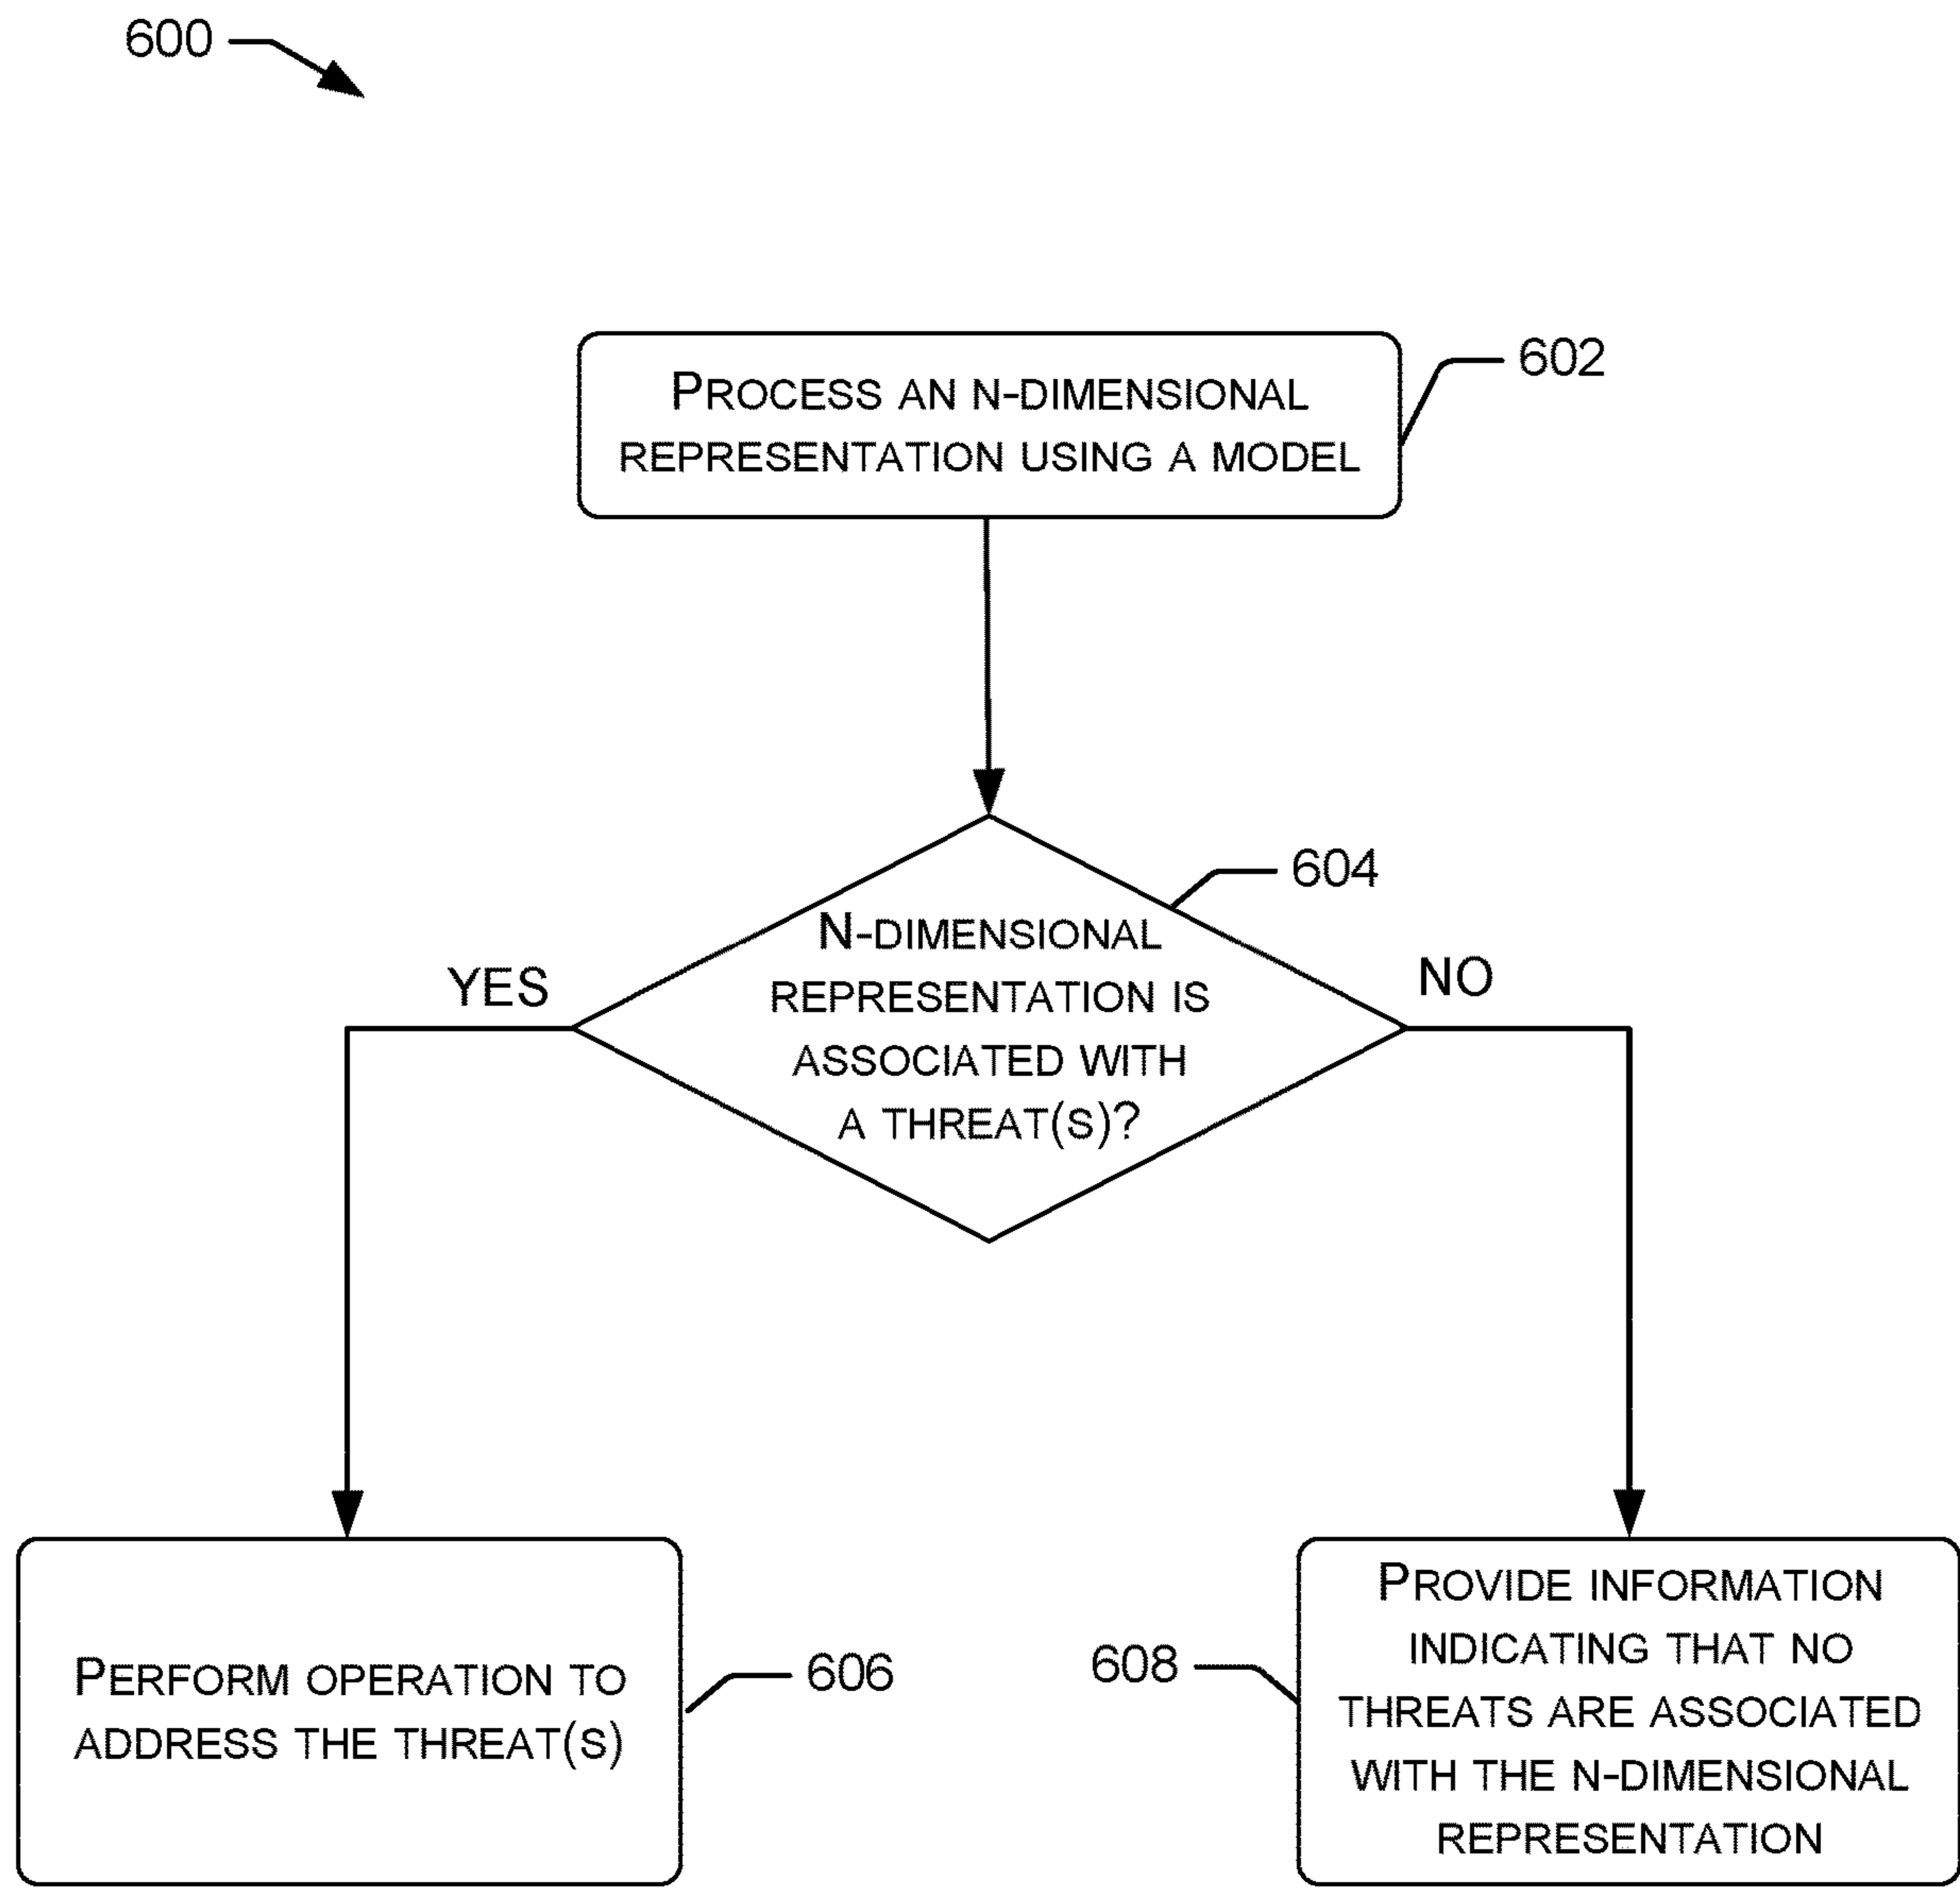 600
PROCESS AN N-DIMENSIONAL
REPRESENTATION USING A MODEL
602
604
N-DIMENSIONAL
REPRESENTATION IS
ASSOCIATED WITH
A THREAT(S)?
YES
NO
PERFORM OPERATION TO
ADDRESS THE THREAT(S)
606
608
PROVIDE INFORMATION
INDICATING THAT NO
THREATS ARE ASSOCIATED
WITH THE N-DIMENSIONAL
REPRESENTATION